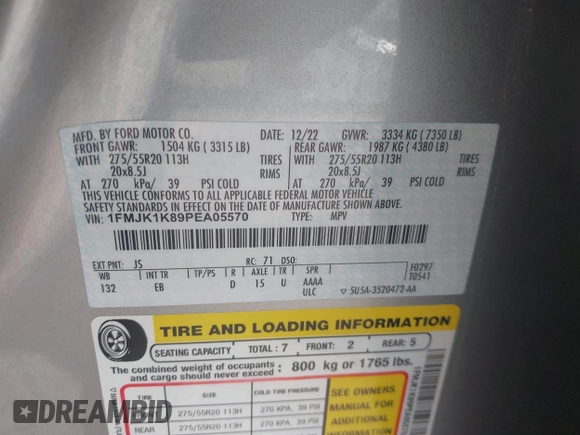 MFD. BY FORD MOTOR CO.
DATE: 12/22 GVWR: 3334 KG ( 7350 LB)
FRONT GAWR: 1504 KG ( 3315 LB) REAR GAWR: 1987 KG ( 4380 LB)
WITH 275/55R20 113H TIRES WITH 275/55R20 113H TIRES
20x8.5J RIMS 20x8.5J RIMS
AT 270 kPa/ 39 PSI COLD AT 270 kPa/ 39 PSI COLD
THIS VEHICLE CONFORMS TO ALL APPLICABLE FEDERAL MOTOR VEHICLE
SAFETY STANDARDS IN EFFECT ON THE DATE OF MANUFACTURE SHOWN ABOVE.
VIN: 1FMJK1K89PEA05570 TYPE: MPV
EXT PNT: JS RC: 71 DSO:
WB INT TR TP/PS R AXLE TR SPR
132 EB D 15 U AAAA
ULC
F0297
T0541
▽ 5U5A-3520472-AA
TIRE AND LOADING INFORMATION
SEATING CAPACITY TOTAL: 7 FRONT: 2 REAR: 5
The combined weight of occupants and cargo should never exceed : 800 kg or 1765 lbs.
TIRE SIZE COLD TIRE PRESSURE
FRONT 275/55R20 113H 270 KPA, 39 PSI
REAR 275/55R20 113H 270 KPA, 39 PSI
SEE OWNERS
MANUAL FOR
ADDITIONAL
INFORMATION
DREAMBID